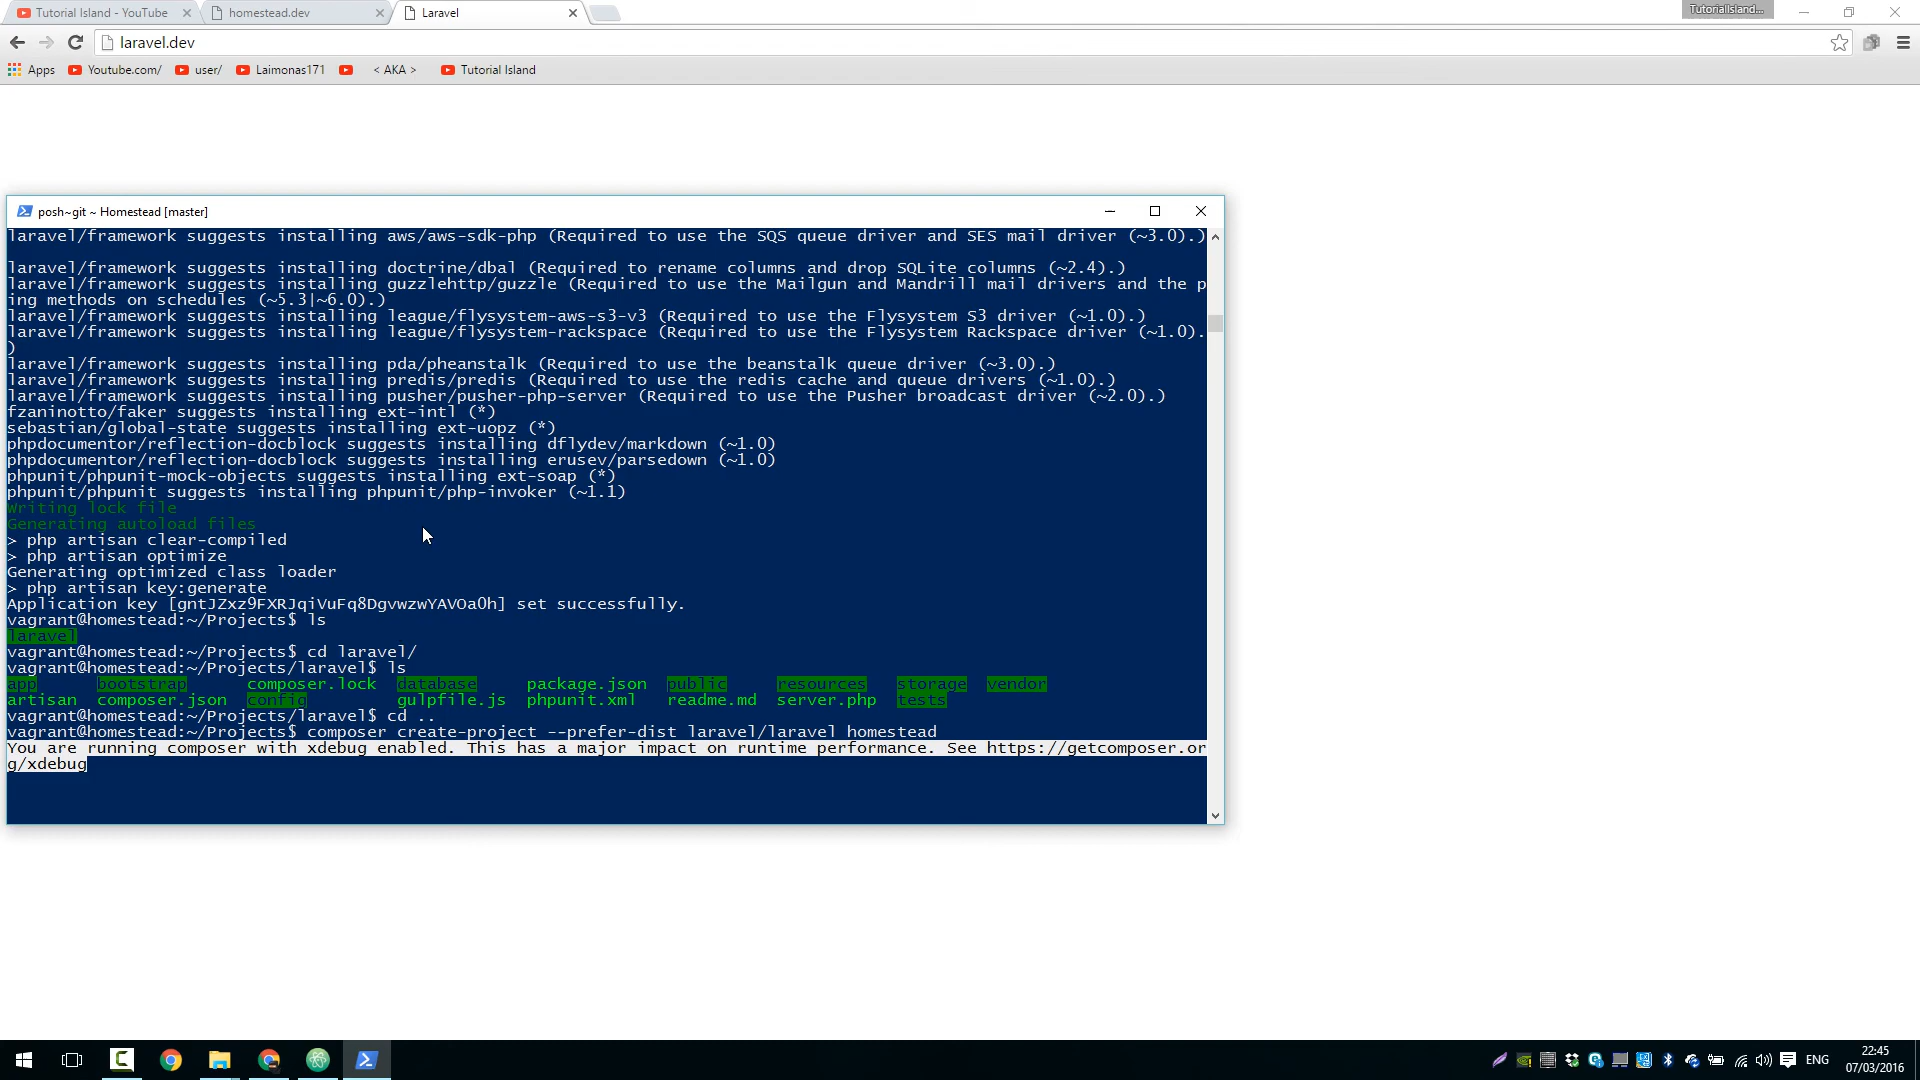 Tutorial Island - YouTube
homestead.dev
Laravel
TutorialIsland...
laravel.dev
Apps
Youtube.com/
user/
Laimonas171
< AKA >
Tutorial Island
posh~git ~ Homestead [master]
laravel/framework suggests installing aws/aws-sdk-php (Required to use the SQS queue driver and SES mail driver (~3.0).)
laravel/framework suggests installing doctrine/dbal (Required to rename columns and drop SQLite columns (~2.4).)
laravel/framework suggests installing guzzlehttp/guzzle (Required to use the Mailgun and Mandrill mail drivers and the p
ing methods on schedules (~5.3|~6.0).)
laravel/framework suggests installing league/flysystem-aws-s3-v3 (Required to use the Flysystem S3 driver (~1.0).)
laravel/framework suggests installing league/flysystem-rackspace (Required to use the Flysystem Rackspace driver (~1.0).
)
laravel/framework suggests installing pda/pheanstalk (Required to use the beanstalk queue driver (~3.0).)
laravel/framework suggests installing predis/predis (Required to use the redis cache and queue drivers (~1.0).)
laravel/framework suggests installing pusher/pusher-php-server (Required to use the Pusher broadcast driver (~2.0).)
fzaninotto/faker suggests installing ext-intl (*)
sebastian/global-state suggests installing ext-uopz (*)
phpdocumentor/reflection-docblock suggests installing dflydev/markdown (~1.0)
phpdocumentor/reflection-docblock suggests installing erusev/parsedown (~1.0)
phpunit/phpunit-mock-objects suggests installing ext-soap (*)
phpunit/phpunit suggests installing phpunit/php-invoker (~1.1)
Writing lock file
Generating autoload files
> php artisan clear-compiled
> php artisan optimize
Generating optimized class loader
> php artisan key:generate
Application key [gntJZxz9FXRJqiVuFq8DgvwzwYAVOa0h] set successfully.
vagrant@homestead:~/Projects$ ls
laravel
vagrant@homestead:~/Projects$ cd laravel/
vagrant@homestead:~/Projects/laravel$ ls
app bootstrap composer.lock database package.json public resources storage vendor
artisan composer.json config gulpfile.js phpunit.xml readme.md server.php tests
vagrant@homestead:~/Projects/laravel$ cd ..
vagrant@homestead:~/Projects$ composer create-project --prefer-dist laravel/laravel homestead
You are running composer with xdebug enabled. This has a major impact on runtime performance. See https://getcomposer.or
g/xdebug
ENG
22:45
07/03/2016